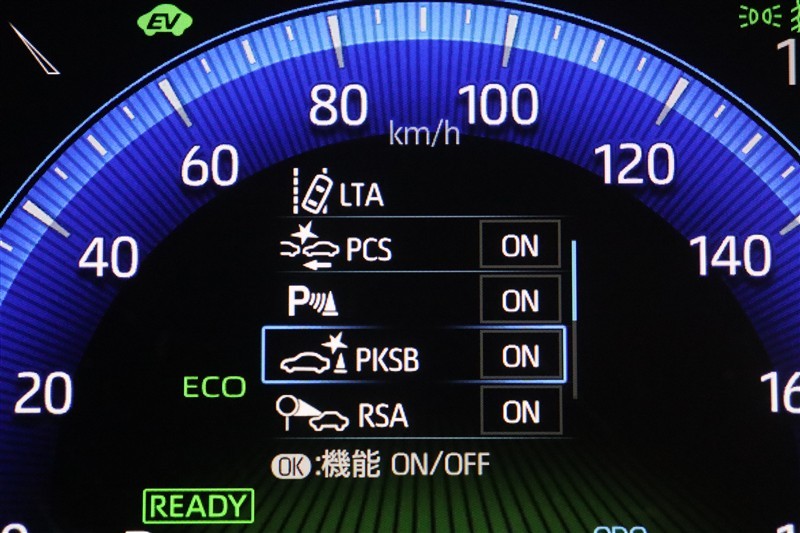 EV
80
100
km/h
60
120
LTA
40
PCS ON
140
P ON
PKSB ON
ECO
20
RSA ON
OK:機能 ON/OFF
READY